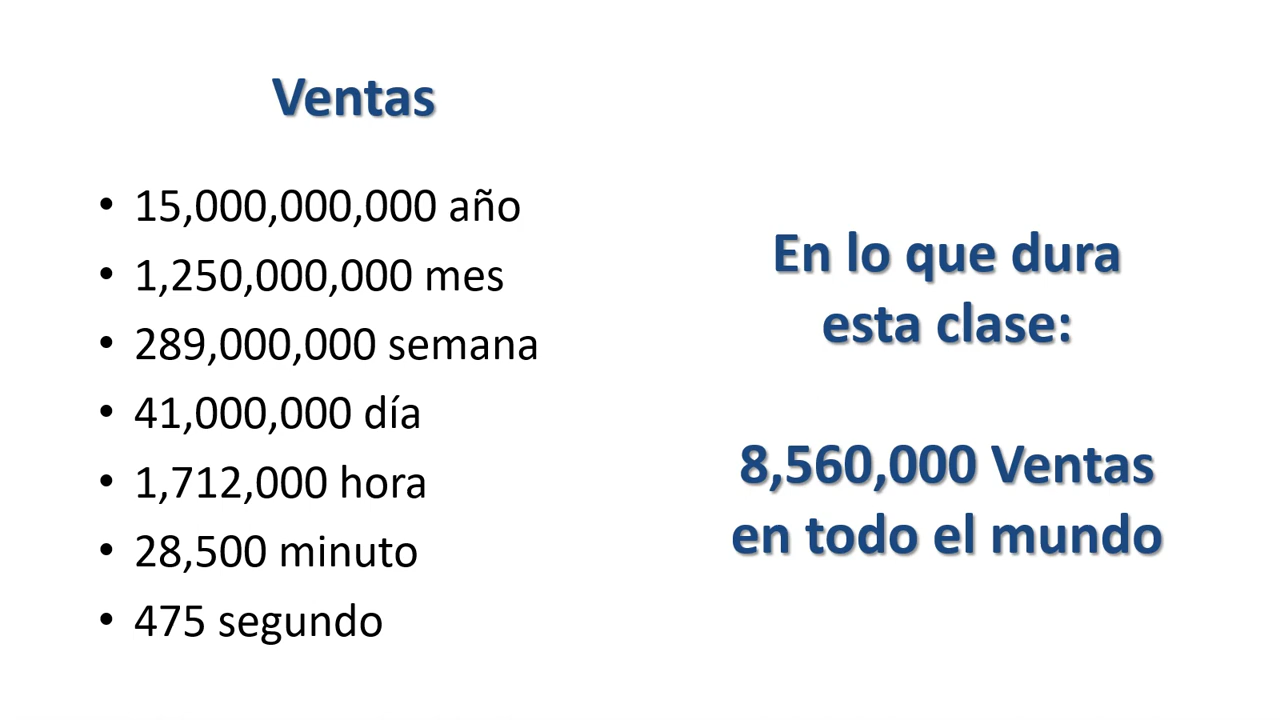 Ventas
• 15,000,000,000 año
• 1,250,000,000 mes
• 289,000,000 semana
• 41,000,000 día
• 1,712,000 hora
• 28,500 minuto
• 475 segundo
En lo que dura
esta clase:
8,560,000 Ventas
en todo el mundo